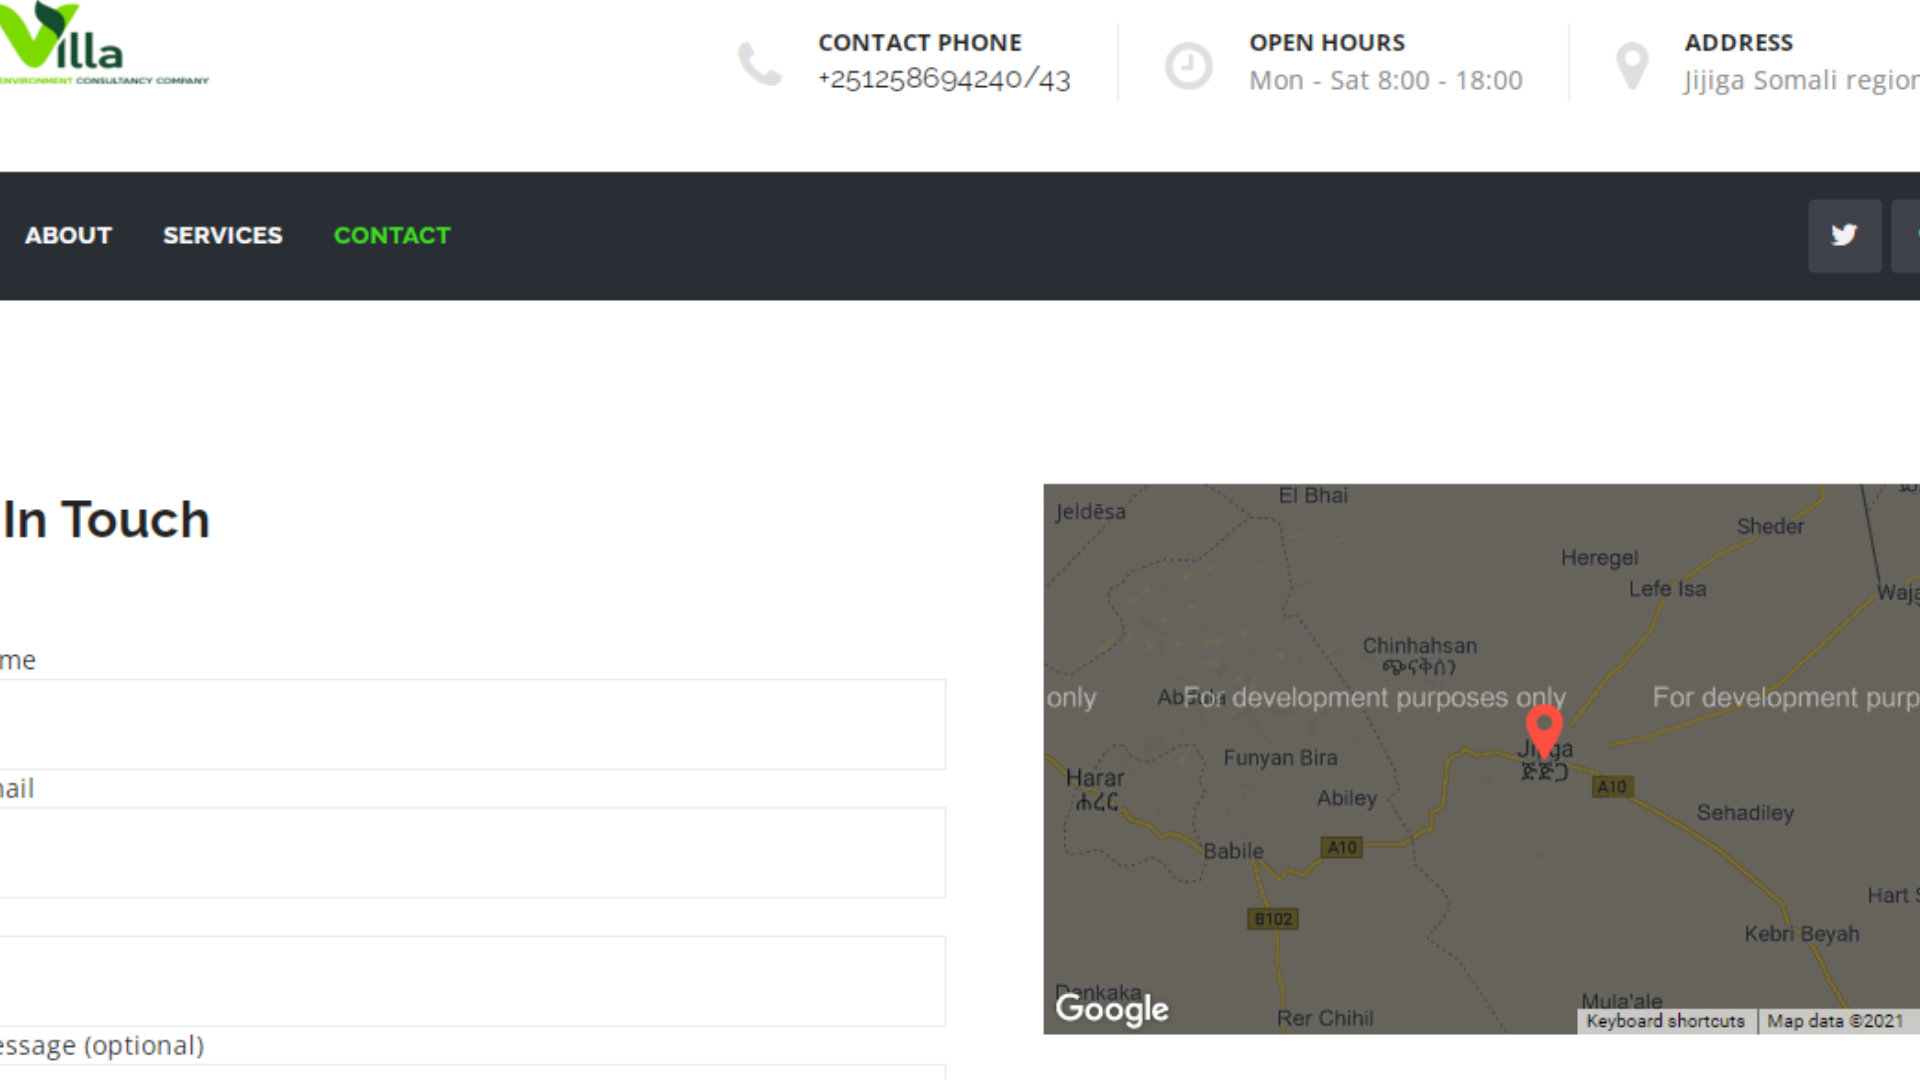 Villa
ENVIRONMENT CONSULTANCY COMPANY
CONTACT PHONE
+251258694240/43
OPEN HOURS
Mon - Sat 8:00 - 18:00
ADDRESS
Jijiga Somali region
ABOUT SERVICES CONTACT
In Touch
me
ail
essage (optional)
El Bhai
Jeldēsa
Sheder
Heregel
Lefe Isa
Waja
Chinhahsan
ጭናቅሰን
only
For development purposes only
For development purp
Jijiga
ጅጅጋ
Funyan Bira
Harar
ሐረር
Abiley
A10
Sehadiley
Babile
A10
Hart S
B102
Kebri Beyah
Denkaka
Google
Rer Chihil
Mula'ale
Keyboard shortcuts
Map data ©2021